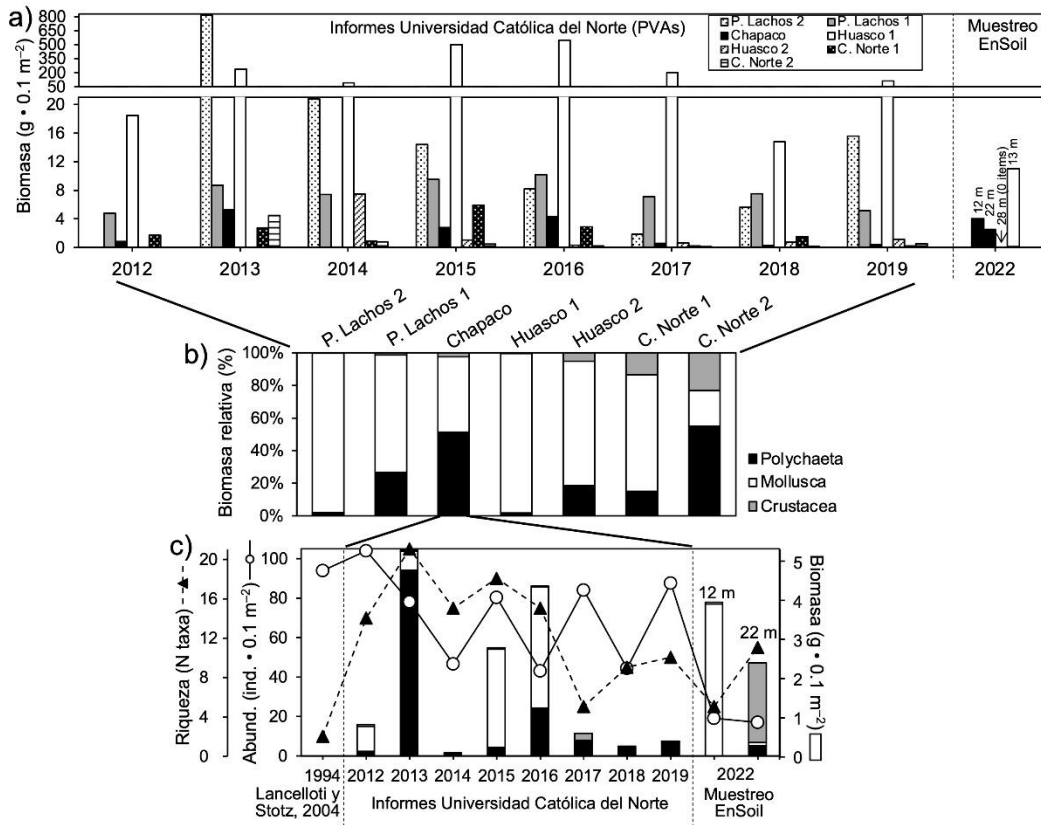 a)
Informes Universidad Católica del Norte (PVAs)
P. Lachos 2
P. Lachos 1
Chapaco
Huasco 1
Huasco 2
C. Norte 1
C. Norte 2
Muestreo
EnSoil
Biomasa (g • 0.1 m⁻²)
800
650
500
350
200
50
20
16
12
8
4
0
12 m
22 m
28 m (0 items)
13 m
2012
2013
2014
2015
2016
2017
2018
2019
2022
b)
P. Lachos 2
P. Lachos 1
Chapaco
Huasco 1
Huasco 2
C. Norte 1
C. Norte 2
Biomasa relativa (%)
100%
80%
60%
40%
20%
0%
Polychaeta
Mollusca
Crustacea
c)
Riqueza (N taxa)
20
16
12
8
4
0
Abund. (ind. • 0.1 m⁻²)
100
80
60
40
20
0
12 m
22 m
5
4
3
2
1
0
Biomasa (g • 0.1 m⁻²)
1994
2012
2013
2014
2015
2016
2017
2018
2019
2022
Lancelloti y
Stotz, 2004
Informes Universidad Católica del Norte
Muestreo
EnSoil